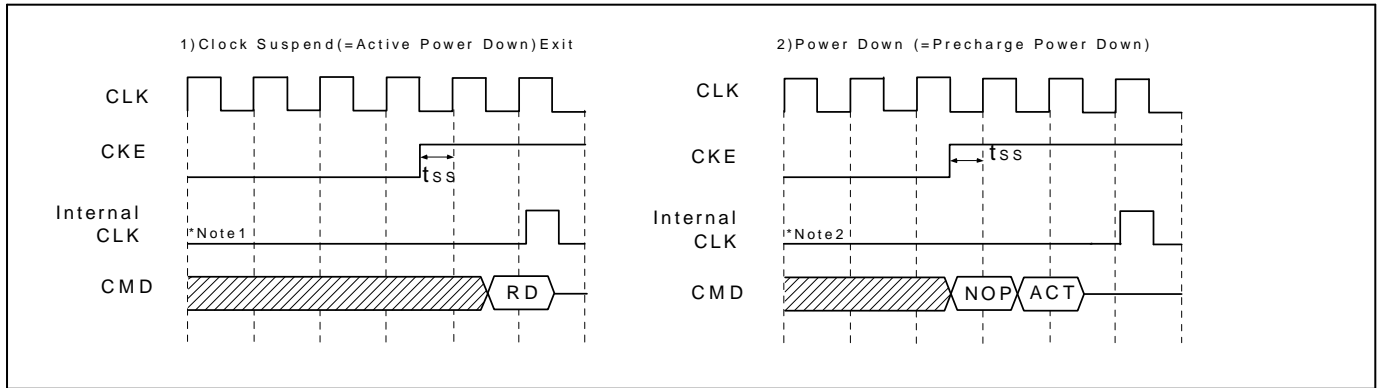 1)Clock Suspend(=Active Power Down)Exit
CLK
CKE
tss
Internal
CLK
*Note1
CMD
RD
2)Power Down (=Precharge Power Down)
CLK
CKE
tss
Internal
CLK
*Note2
CMD
NOP
ACT